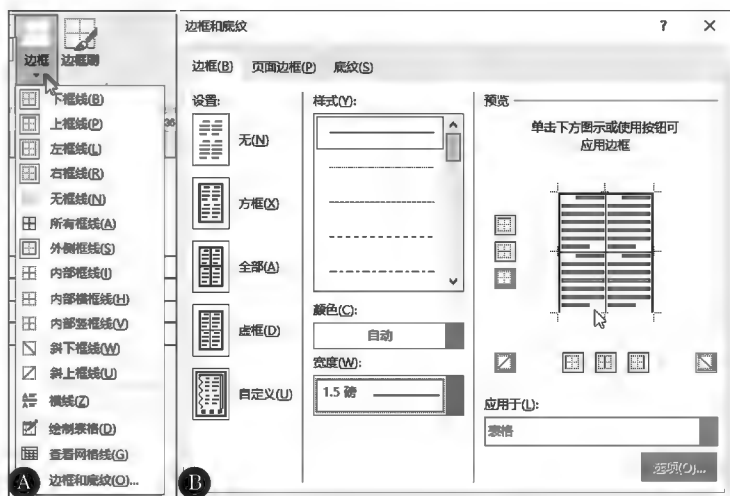 边框
边框刷
下框线(B)
上框线(P)
左框线(L)
右框线(R)
无框线(N)
所有框线(A)
外侧框线(S)
内部框线(I)
内部横框线(H)
内部竖框线(V)
斜下框线(W)
斜上框线(U)
横线(Z)
绘制表格(D)
查看网格线(G)
边框和底纹(O)...
A
36
边框和底纹
? ×
边框(B) 页面边框(P) 底纹(S)
设置:
无(N)
方框(X)
全部(A)
虚框(D)
自定义(U)
B
样式(Y):
颜色(C):
自动
宽度(W):
1.5 磅
预览
单击下方图示或使用按钮可
应用边框
应用于(L):
表格
选项(O)...